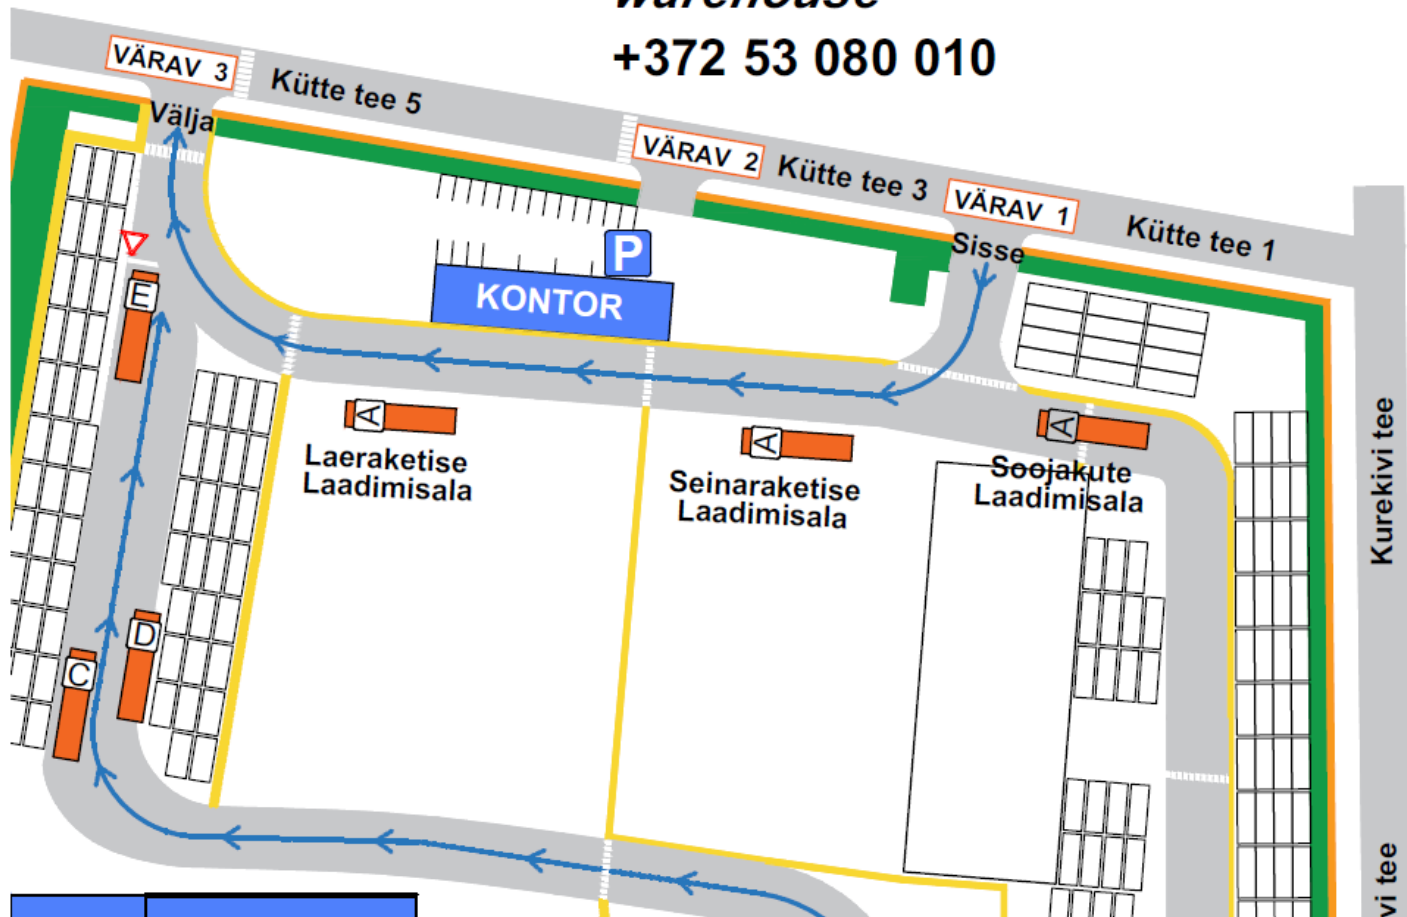 warehouse
+372 53 080 010
VÄRAV 3
Kütte tee 5
Välja
VÄRAV 2
Kütte tee 3
VÄRAV 1
Kütte tee 1
Sisse
P
KONTOR
E
A
Laeraketise
Laadimisala
A
Seinaraketise
Laadimisala
A
Soojakute
Laadimisala
Kurekivi tee
D
C
vi tee